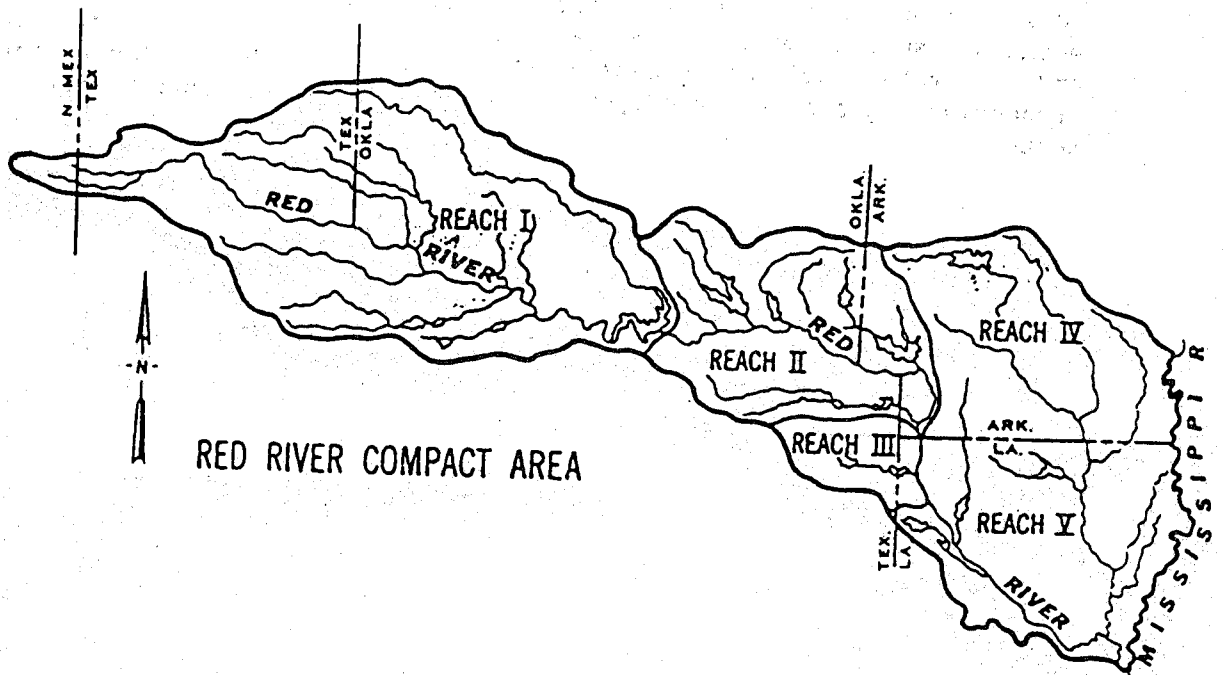 N MEX
TEX
TEX
OKLA
RED
REACH I
RIVER
OKLA.
ARK.
REACH IV
RED
REACH II
-N-
ARK.
LA.
REACH III
RED RIVER COMPACT AREA
REACH V
TEX.
LA
RIVER
MISSISSIPPI R